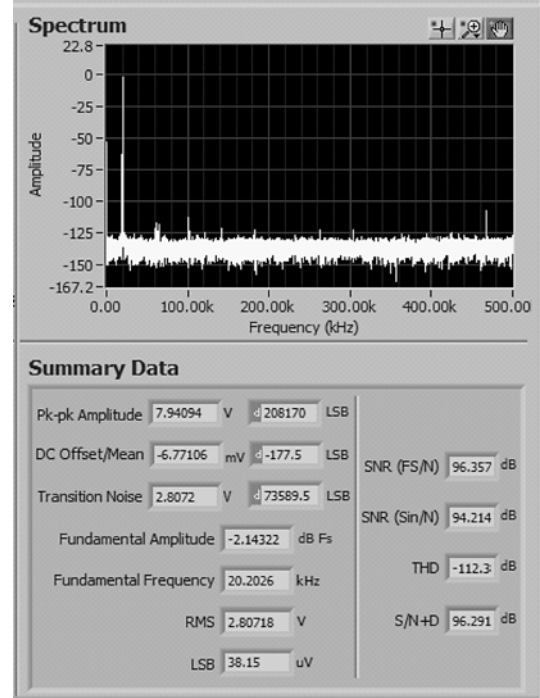 Spectrum
22.8
0
-25
-50
-75
-100
-125
-150
-167.2
Amplitude
0.00 100.00k 200.00k 300.00k 400.00k 500.00
Frequency (kHz)
Summary Data
Pk-pk Amplitude 7.94094 V d 208170 LSB
DC Offset/Mean -6.77106 mV d -177.5 LSB
Transition Noise 2.8072 V d 73589.5 LSB
Fundamental Amplitude -2.14322 dB Fs
Fundamental Frequency 20.2026 kHz
RMS 2.80718 V
LSB 38.15 uV
SNR (FS/N) 96.357 dB
SNR (Sin/N) 94.214 dB
THD -112.3 dB
S/N+D 96.291 dB